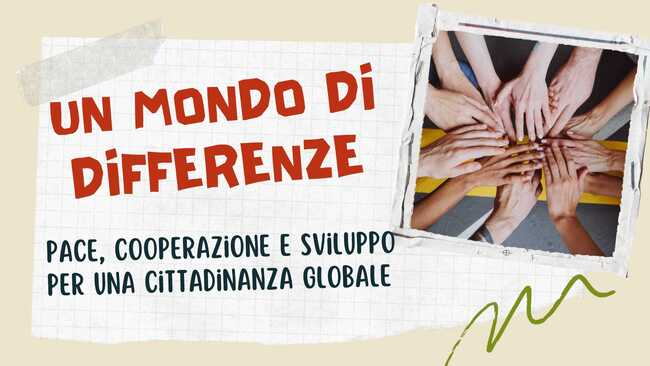 UN MONDO DI
DIFFERENZE
PACE, COOPERAZIONE E SVILUPPO
PER UNA CITTADINANZA GLOBALE